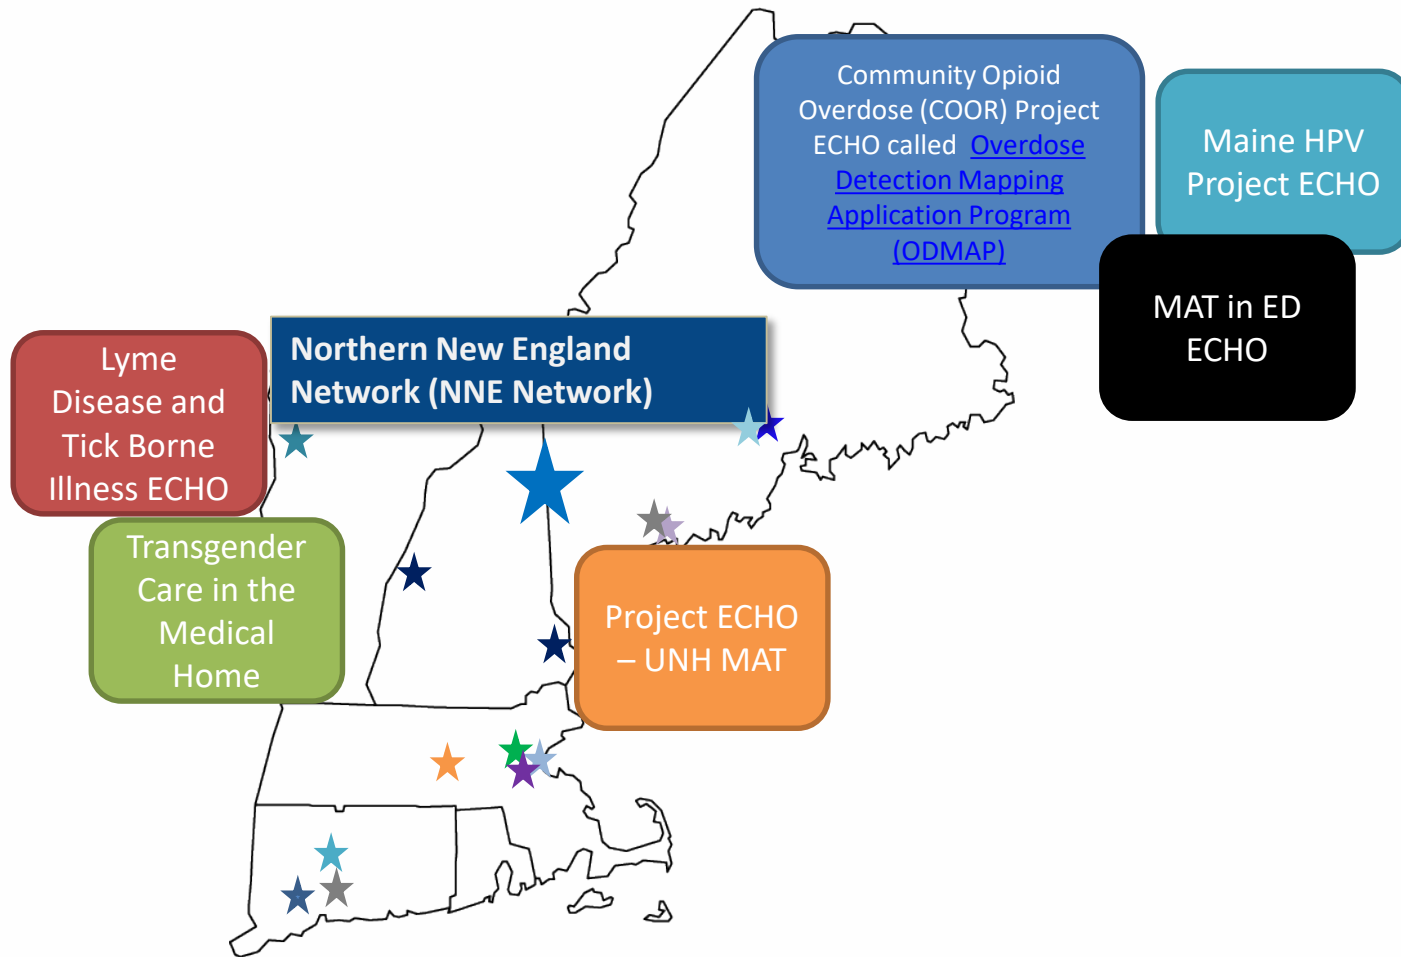 Community Opioid
Overdose (COOR) Project
ECHO called Overdose
Detection Mapping
Application Program
(ODMAP)
Maine HPV
Project ECHO
MAT in ED
ECHO
Northern New England
Network (NNE Network)
Lyme
Disease and
Tick Borne
Illness ECHO
Transgender
Care in the
Medical
Home
Project ECHO
– UNH MAT